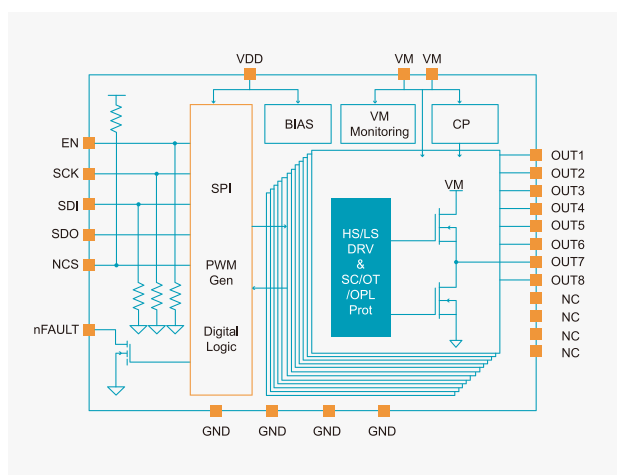 VDD
VM
VM
EN
SCK
SDI
SDO
NCS
nFAULT
SPI
PWM
Gen
Digital
Logic
BIAS
VM
Monitoring
CP
VM
HS/LS
DRV
&
SC/OT
/OPL
Prot
OUT1
OUT2
OUT3
OUT4
OUT5
OUT6
OUT7
OUT8
NC
NC
NC
NC
GND
GND
GND
GND